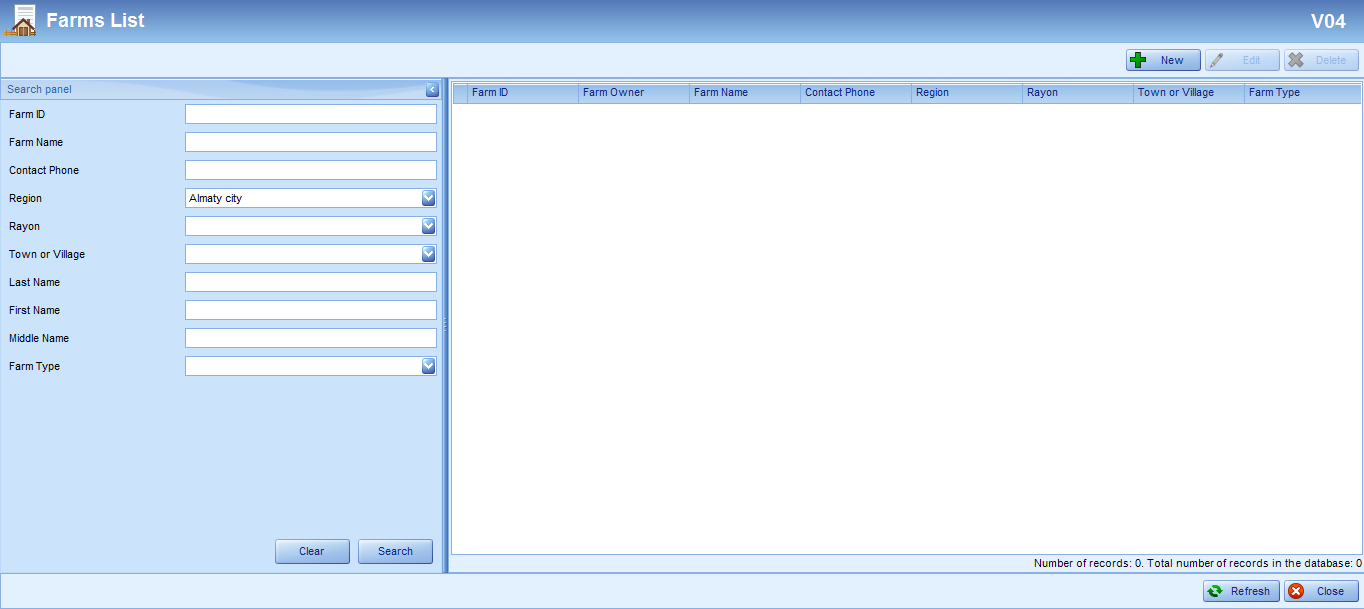 Farms List
V04
New Edit Delete
Search panel
Farm ID
Farm Name
Contact Phone
Region Almaty city
Rayon
Town or Village
Last Name
First Name
Middle Name
Farm Type
Clear Search
Farm ID Farm Owner Farm Name Contact Phone Region Rayon Town or Village Farm Type
Number of records: 0. Total number of records in the database: 0
Refresh Close